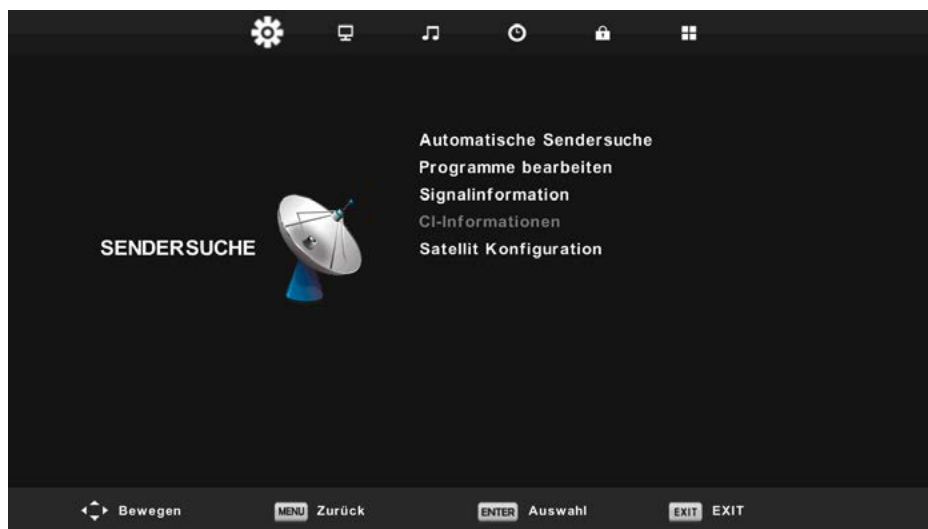 Automatische Sendersuche
Programme bearbeiten
Signalinformation
CI-Informationen
Satellit Konfiguration
SENDERSUCHE
Bewegen MENU Zurück ENTER Auswahl EXIT EXIT